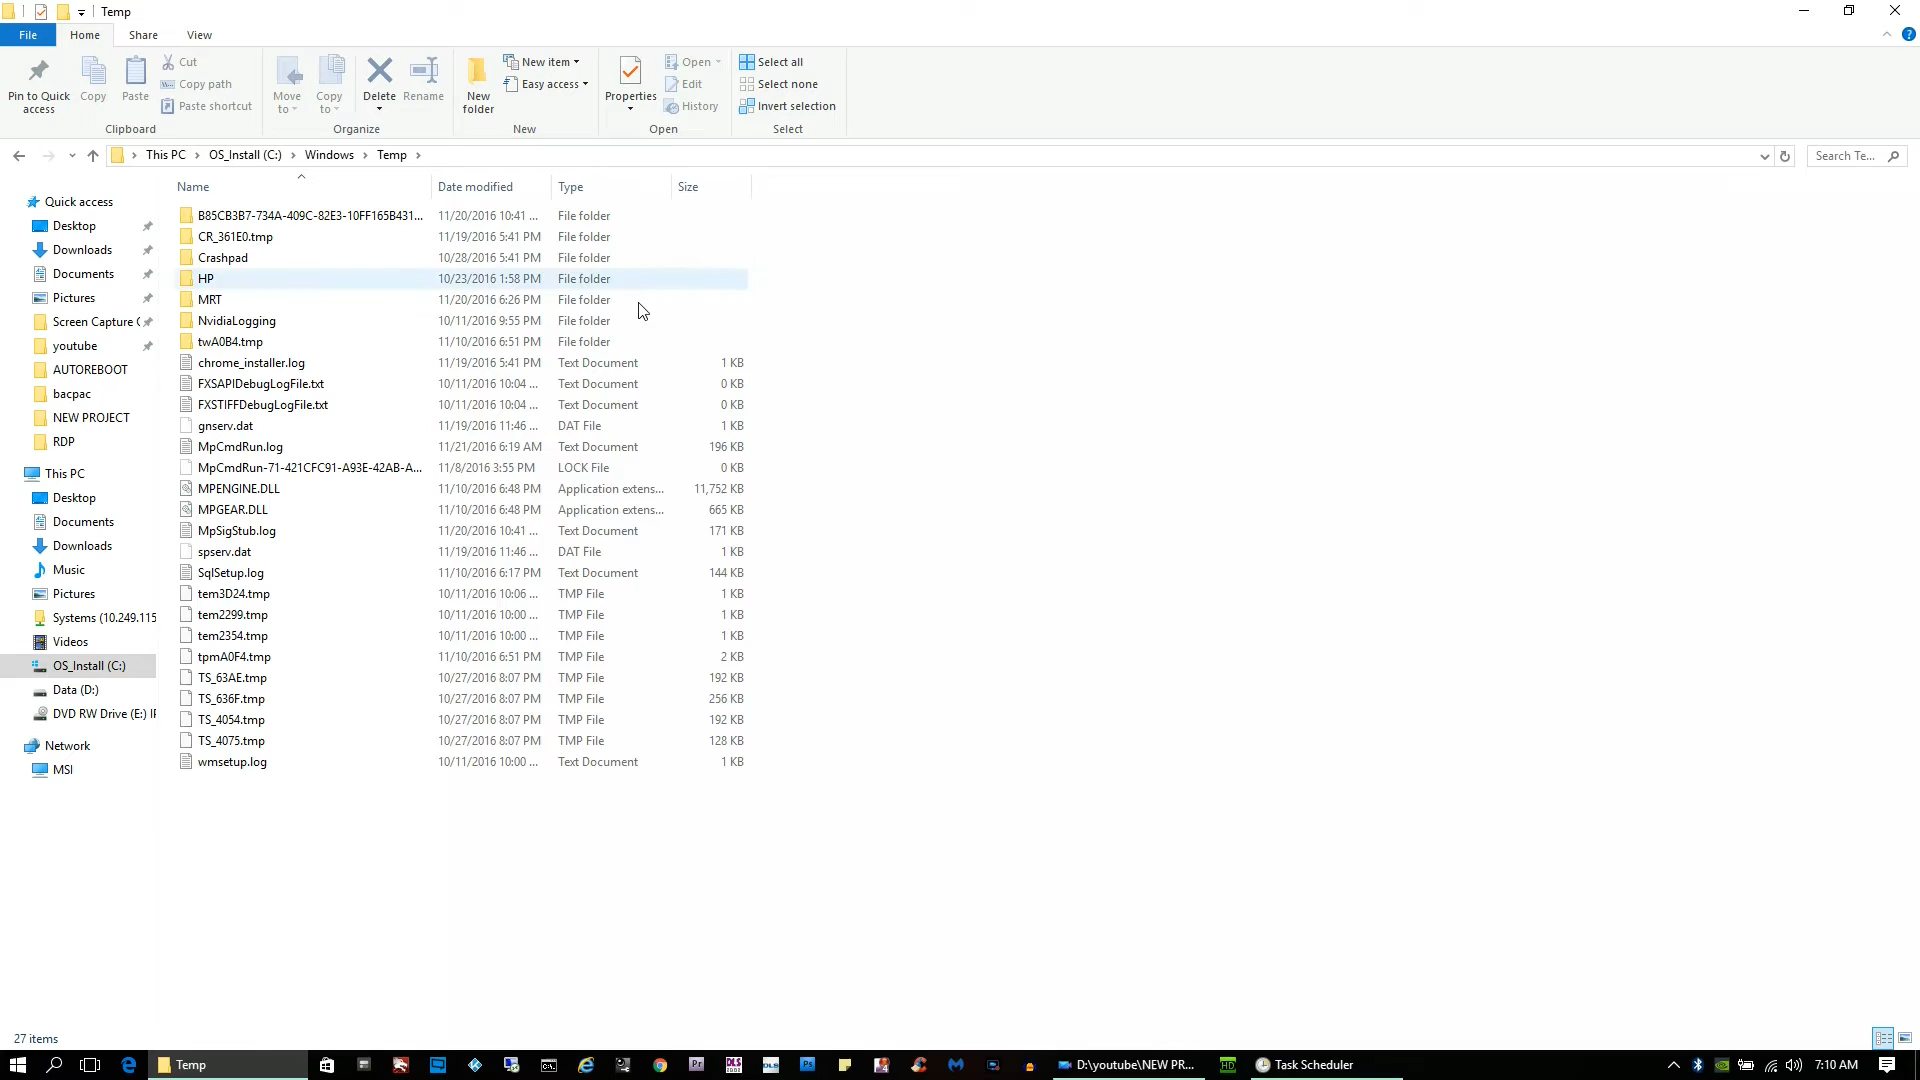 Temp
File Home Share View
Pin to Quick access
Copy
Paste
Cut
Copy path
Paste shortcut
Clipboard
Move to
Copy to
Delete
Rename
Organize
New folder
New item
Easy access
New
Properties
Open
Edit
History
Open
Select all
Select none
Invert selection
Select
This PC OS_Install (C:) Windows Temp
Search Te...
Name Date modified Type Size
Quick access
Desktop
Downloads
Documents
Pictures
Screen Capture
youtube
AUTOREBOOT
bacpac
NEW PROJECT
RDP
This PC
Desktop
Documents
Downloads
Music
Pictures
Systems (10.249.115
Videos
OS_Install (C:)
Data (D:)
DVD RW Drive (E:)
Network
MSI
B85CB3B7-734A-409C-82E3-10FF165B431... 11/20/2016 10:41 ... File folder
CR_361E0.tmp 11/19/2016 5:41 PM File folder
Crashpad 10/28/2016 5:41 PM File folder
HP 10/23/2016 1:58 PM File folder
MRT 11/20/2016 6:26 PM File folder
NvidiaLogging 10/11/2016 9:55 PM File folder
twA0B4.tmp 11/10/2016 6:51 PM File folder
chrome_installer.log 11/19/2016 5:41 PM Text Document 1 KB
FXSAPIDebugLogFile.txt 10/11/2016 10:04 ... Text Document 0 KB
FXSTIFFDebugLogFile.txt 10/11/2016 10:04 ... Text Document 0 KB
gnserv.dat 11/19/2016 11:46 ... DAT File 1 KB
MpCmdRun.log 11/21/2016 6:19 AM Text Document 196 KB
MpCmdRun-71-421CFC91-A93E-42AB-A... 11/8/2016 3:55 PM LOCK File 0 KB
MPENGINE.DLL 11/10/2016 6:48 PM Application extens... 11,752 KB
MPGEAR.DLL 11/10/2016 6:48 PM Application extens... 665 KB
MpSigStub.log 11/20/2016 10:41 ... Text Document 171 KB
spserv.dat 11/19/2016 11:46 ... DAT File 1 KB
SqlSetup.log 11/10/2016 6:17 PM Text Document 144 KB
tem3D24.tmp 10/11/2016 10:06 ... TMP File 1 KB
tem2299.tmp 10/11/2016 10:00 ... TMP File 1 KB
tem2354.tmp 10/11/2016 10:00 ... TMP File 1 KB
tpmA0F4.tmp 11/10/2016 6:51 PM TMP File 2 KB
TS_63AE.tmp 10/27/2016 8:07 PM TMP File 192 KB
TS_636F.tmp 10/27/2016 8:07 PM TMP File 256 KB
TS_4054.tmp 10/27/2016 8:07 PM TMP File 192 KB
TS_4075.tmp 10/27/2016 8:07 PM TMP File 128 KB
wmsetup.log 10/11/2016 10:00 ... Text Document 1 KB
27 items
Temp
Pr
DLS
Ps
D:\youtube\NEW PR...
HD
Task Scheduler
7:10 AM